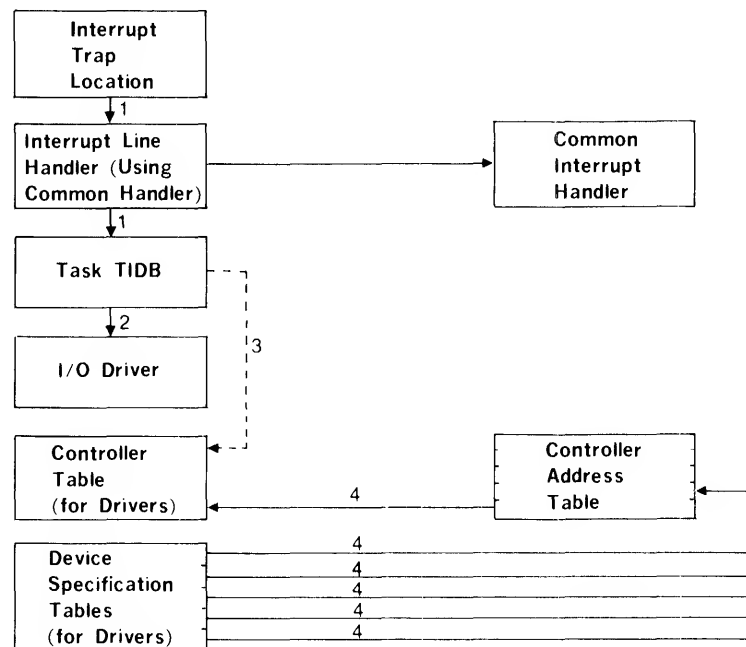 Interrupt
Trap
Location
1
Interrupt Line
Handler (Using
Common Handler)
Common
Interrupt
Handler
1
Task TIDB
2
3
I/O Driver
Controller
Table
(for Drivers)
4
Controller
Address
Table
Device
Specification
Tables
(for Drivers)
4
4
4
4
4